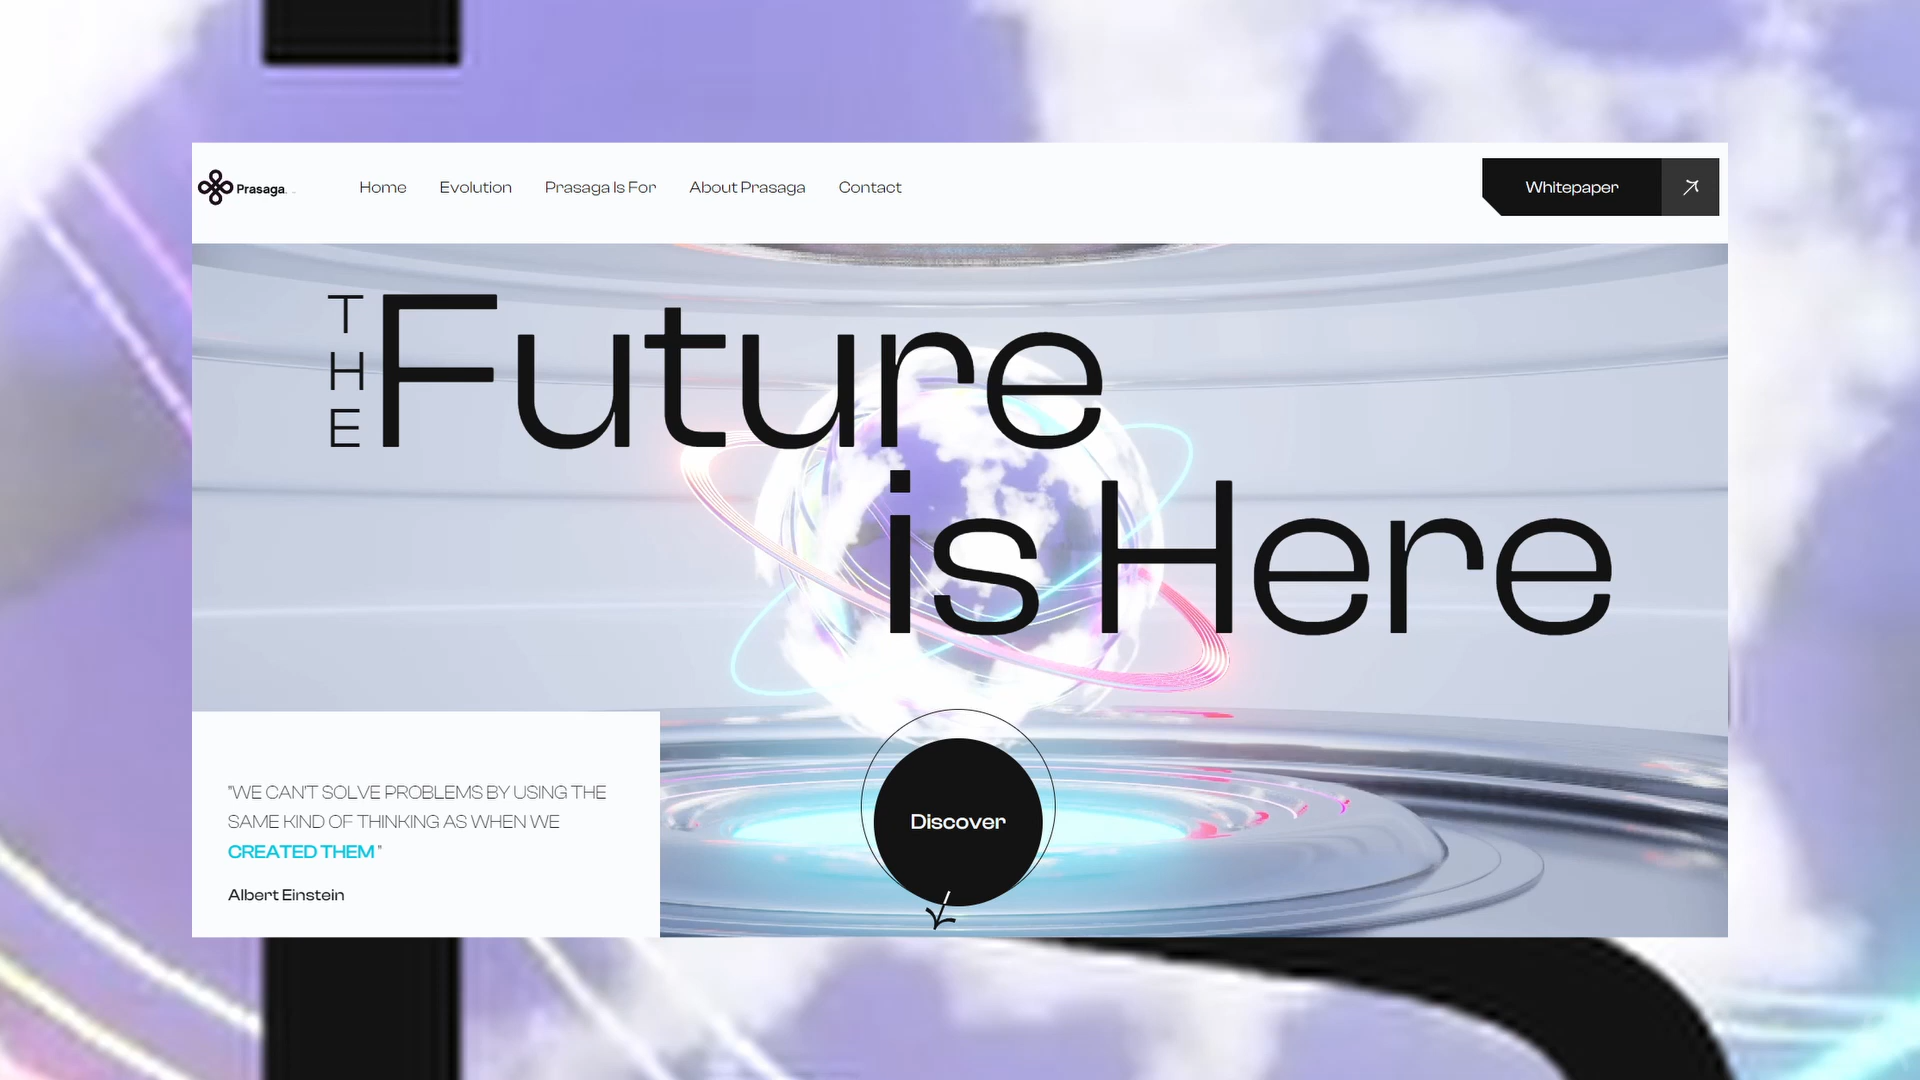 Prasaga.
Home
Evolution
Prasaga Is For
About Prasaga
Contact
Whitepaper
THE
Future
is Here
"WE CAN'T SOLVE PROBLEMS BY USING THE
SAME KIND OF THINKING AS WHEN WE
CREATED THEM "
Albert Einstein
Discover